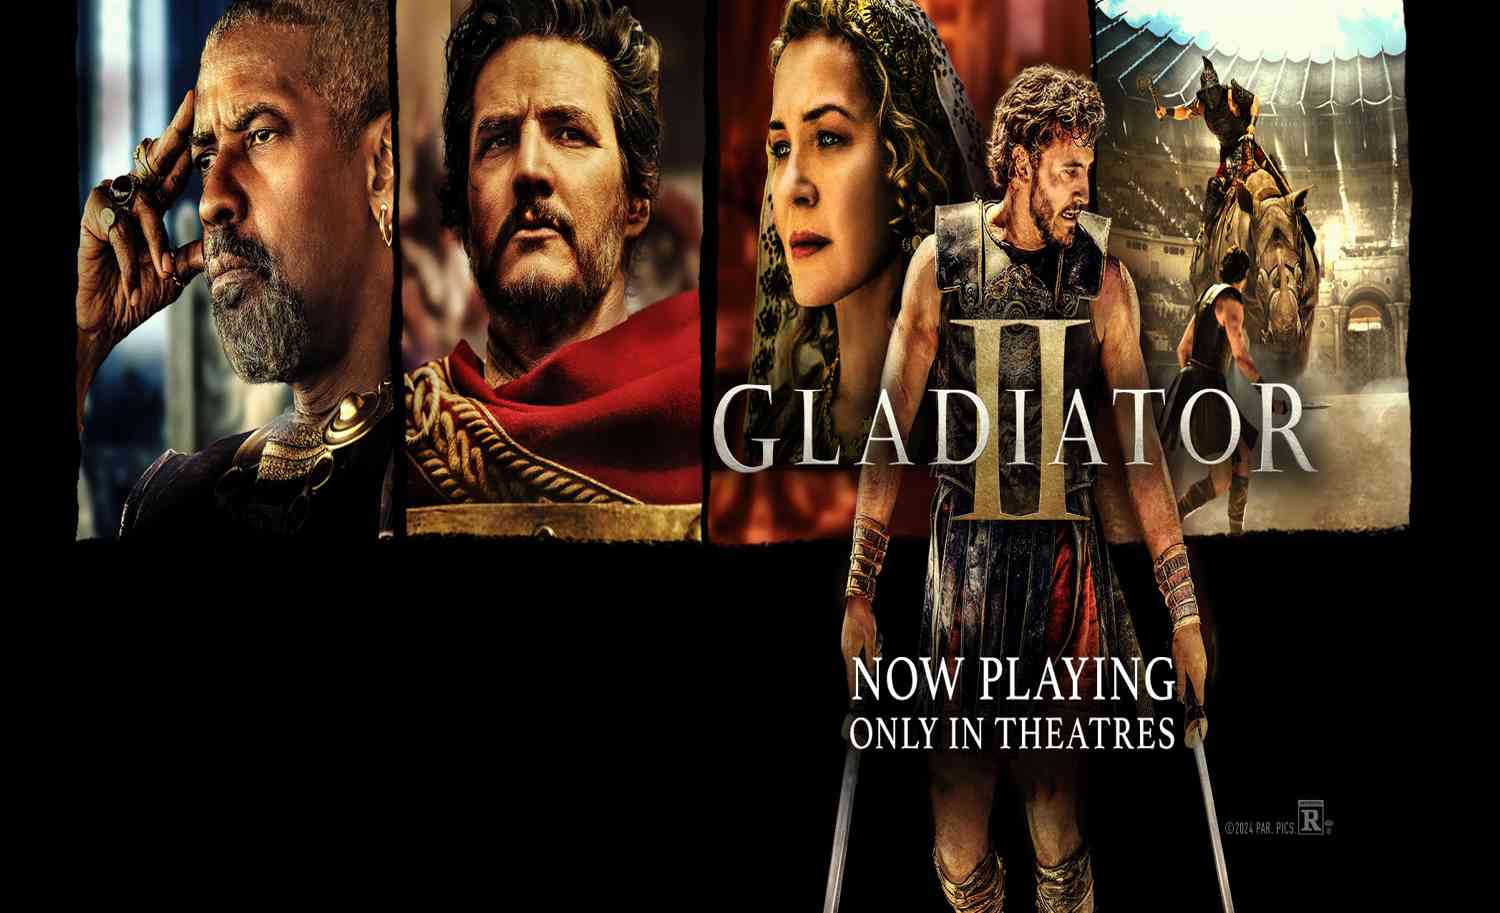 GLADIATOR
II
NOW PLAYING
ONLY IN THEATRES
©2024 PAR. PICS.
R